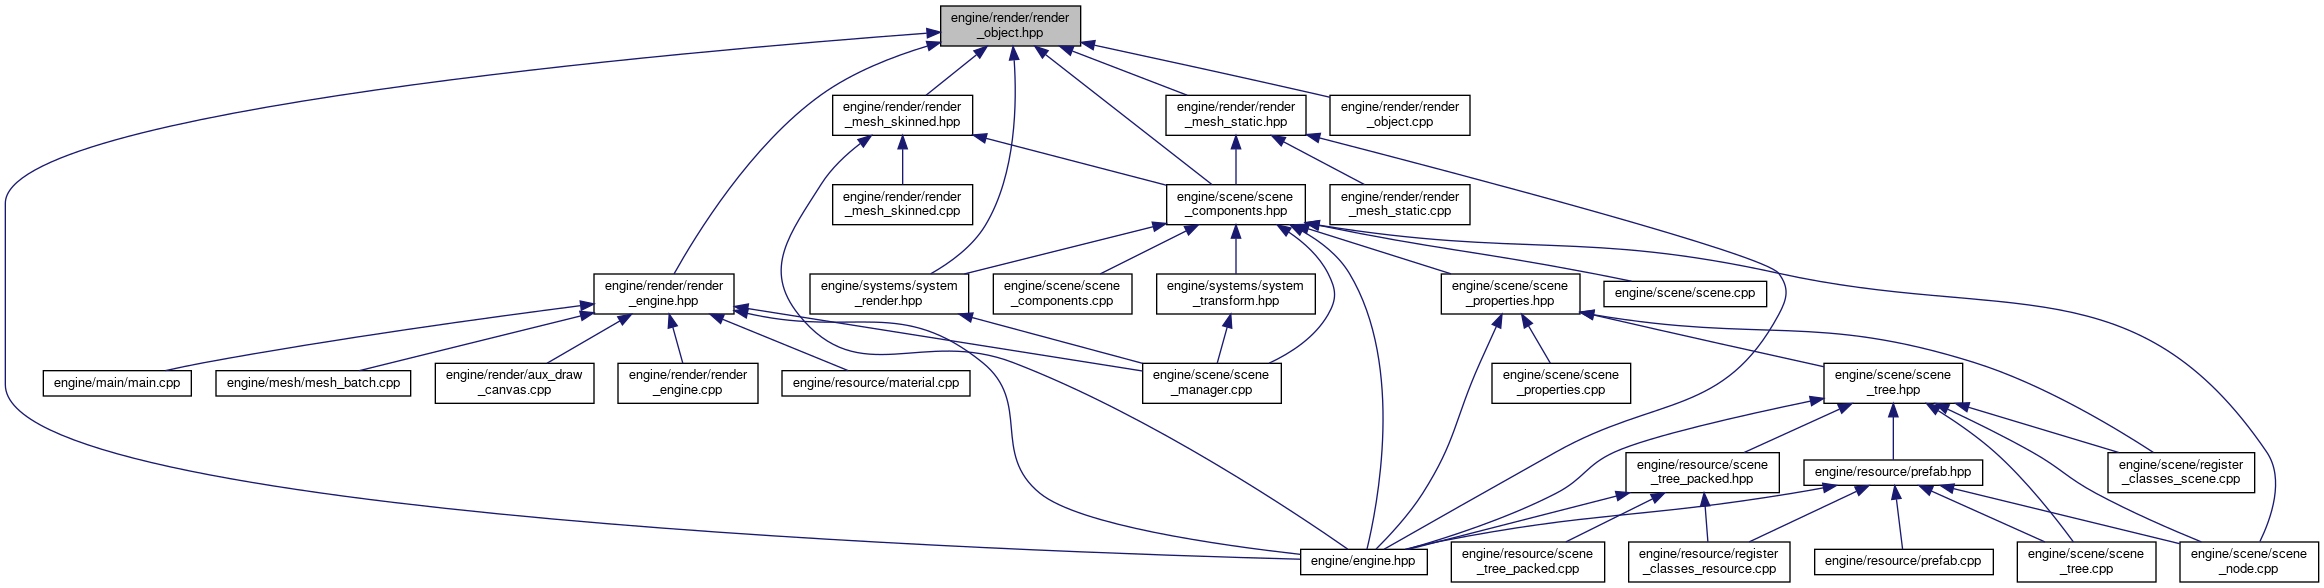 engine/render/render
_object.hpp
engine/render/render
_mesh_skinned.hpp
engine/render/render
_mesh_static.hpp
engine/render/render
_object.cpp
engine/render/render
_mesh_skinned.cpp
engine/scene/scene
_components.hpp
engine/render/render
_mesh_static.cpp
engine/render/render
_engine.hpp
engine/systems/system
_render.hpp
engine/scene/scene
_components.cpp
engine/systems/system
_transform.hpp
engine/scene/scene
_properties.hpp
engine/scene/scene.cpp
engine/main/main.cpp
engine/mesh/mesh_batch.cpp
engine/render/aux_draw
_canvas.cpp
engine/render/render
_engine.cpp
engine/resource/material.cpp
engine/scene/scene
_manager.cpp
engine/scene/scene
_properties.cpp
engine/scene/scene
_tree.hpp
engine/resource/scene
_tree_packed.hpp
engine/resource/prefab.hpp
engine/scene/register
_classes_scene.cpp
engine/engine.hpp
engine/resource/scene
_tree_packed.cpp
engine/resource/register
_classes_resource.cpp
engine/resource/prefab.cpp
engine/scene/scene
_tree.cpp
engine/scene/scene
_node.cpp